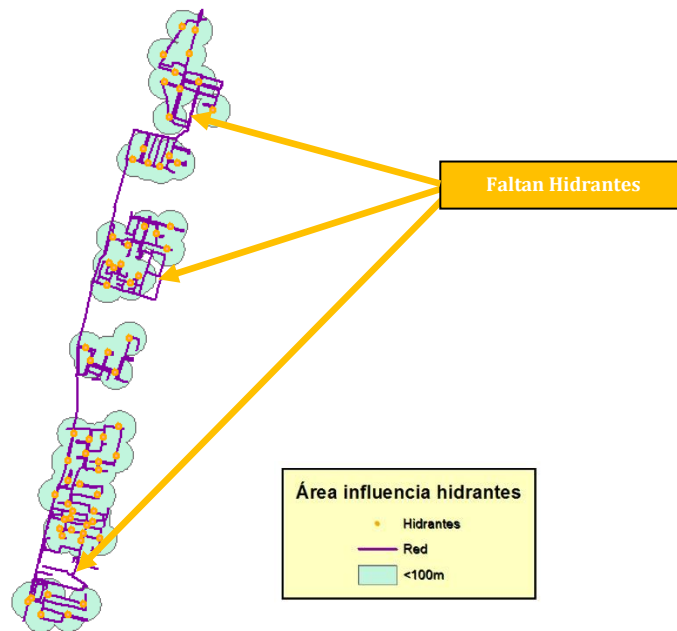 Faltan Hidrantes
Área influencia hidrantes
Hidrantes
Red
<100m